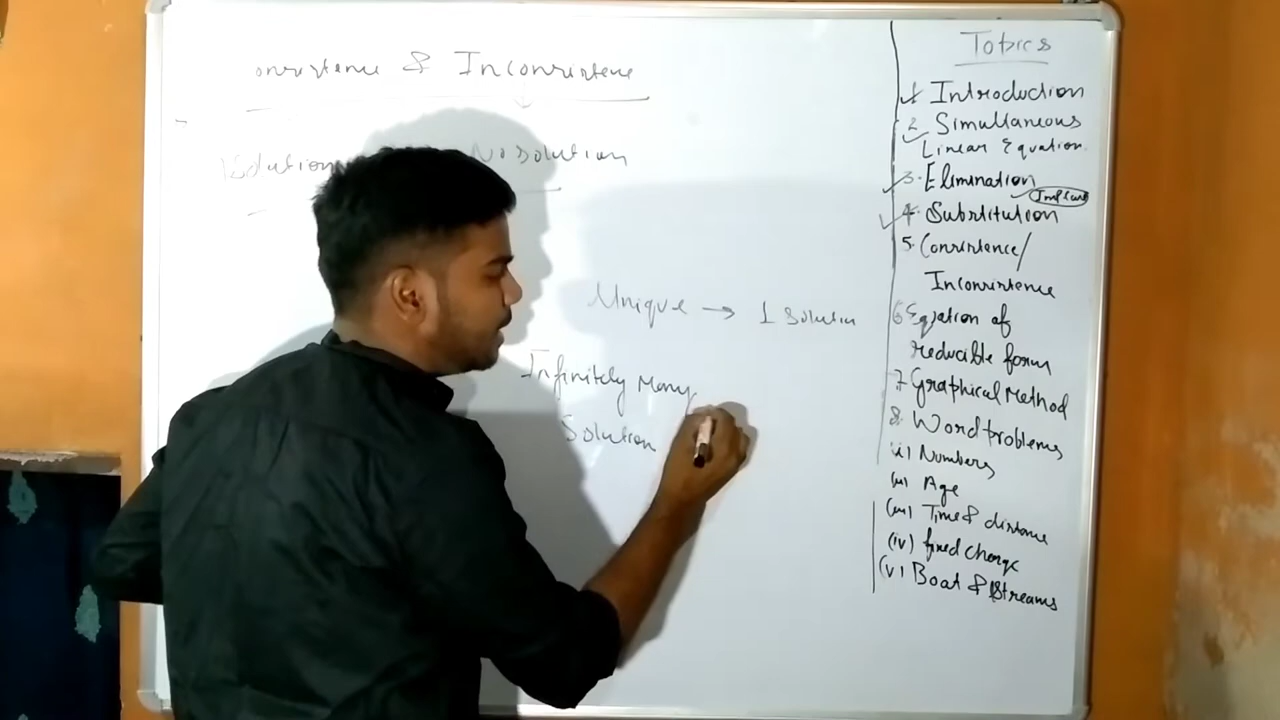 onsistence & Inconsistence
Solution
No solution
Unique → 1 Solution
Infinitely Many
Solution
Topics
1. Introduction
2. Simultaneous
Linear Equation
3. Elimination
4. Substitution
5. Consistence/
Inconsistence
6 Equation of
reducible form
7 Graphical Method
8. Word problems
(i) Numbers
(ii) Age
(iii) Time & distance
(iv) fixed charge
(v) Boat & Streams